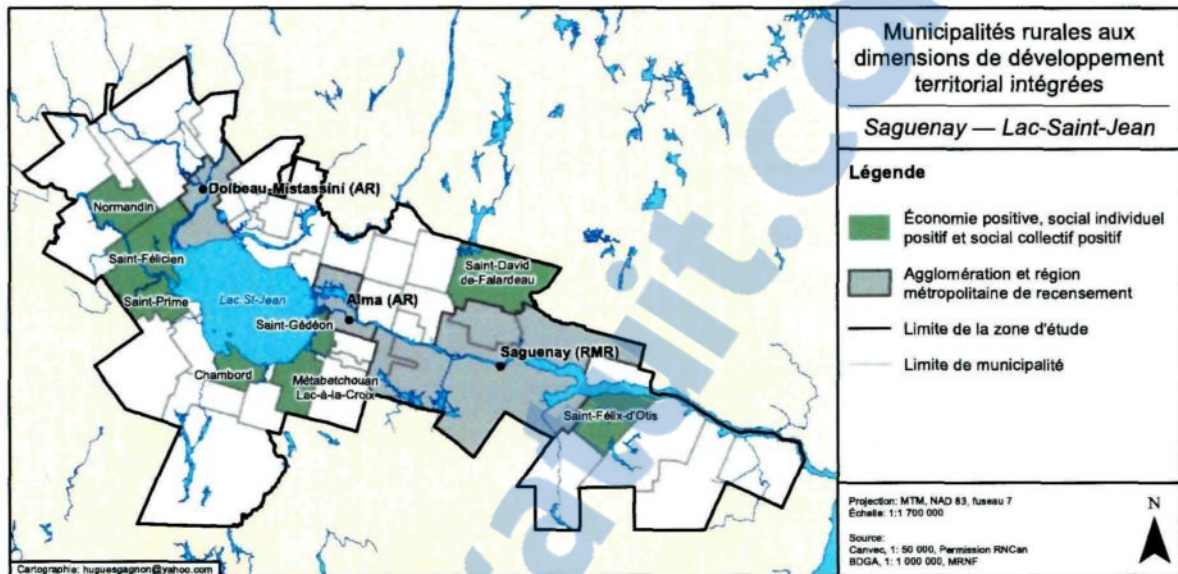 Municipalités rurales aux
dimensions de développement
territorial intégrées
Saguenay — Lac-Saint-Jean
Légende
Économie positive, social individuel
positif et social collectif positif
Agglomération et région
métropolitaine de recensement
Limite de la zone d'étude
Limite de municipalité
Projection: MTM, NAD 83, fuseau 7
Échelle: 1:1 700 000
Source:
Canvec, 1: 50 000, Permission RNCan
BDGA, 1: 1 000 000, MRNF
N
Dolbeau-Mistassini (AR)
Normandin
Saint-Félicien
Saint-Prime
Lac St-Jean
Saint-Gédéon
Alma (AR)
Saint-David
de-Falardeau
Saguenay (RMR)
Chambord
Métabetchouan
Lac-à-la-Croix
Saint-Félix-d'Otis
Cartographie: huguesgagnon@yahoo.com